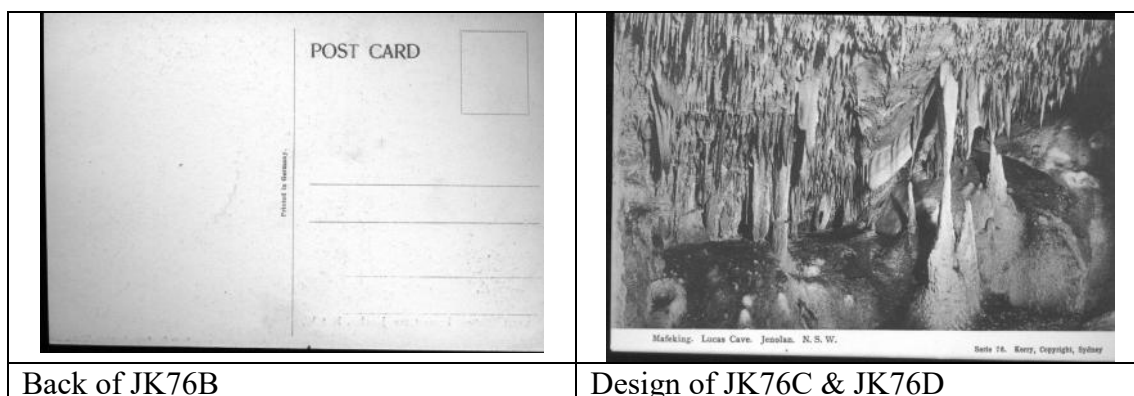 POST CARD
Printed in Germany.
Mafeking. Lucas Cave. Jenolan. N. S. W.
Serie 76. Kerry, Copyright, Sydney
Back of JK76B
Design of JK76C & JK76D